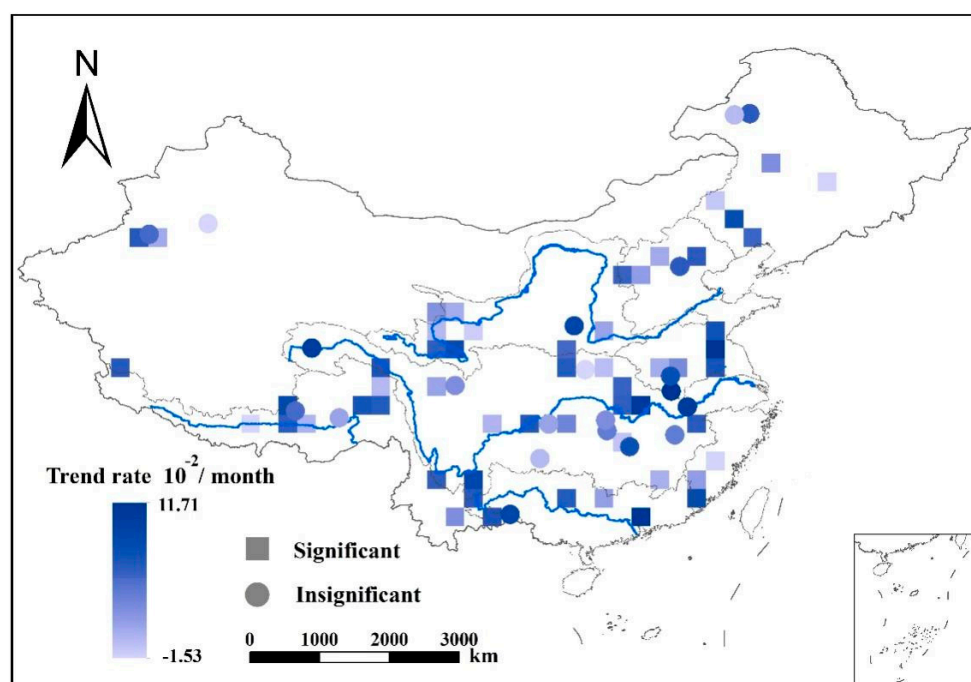 N
Trend rate 10⁻²/ month
11.71
-1.53
Significant
Insignificant
0 1000 2000 3000
km